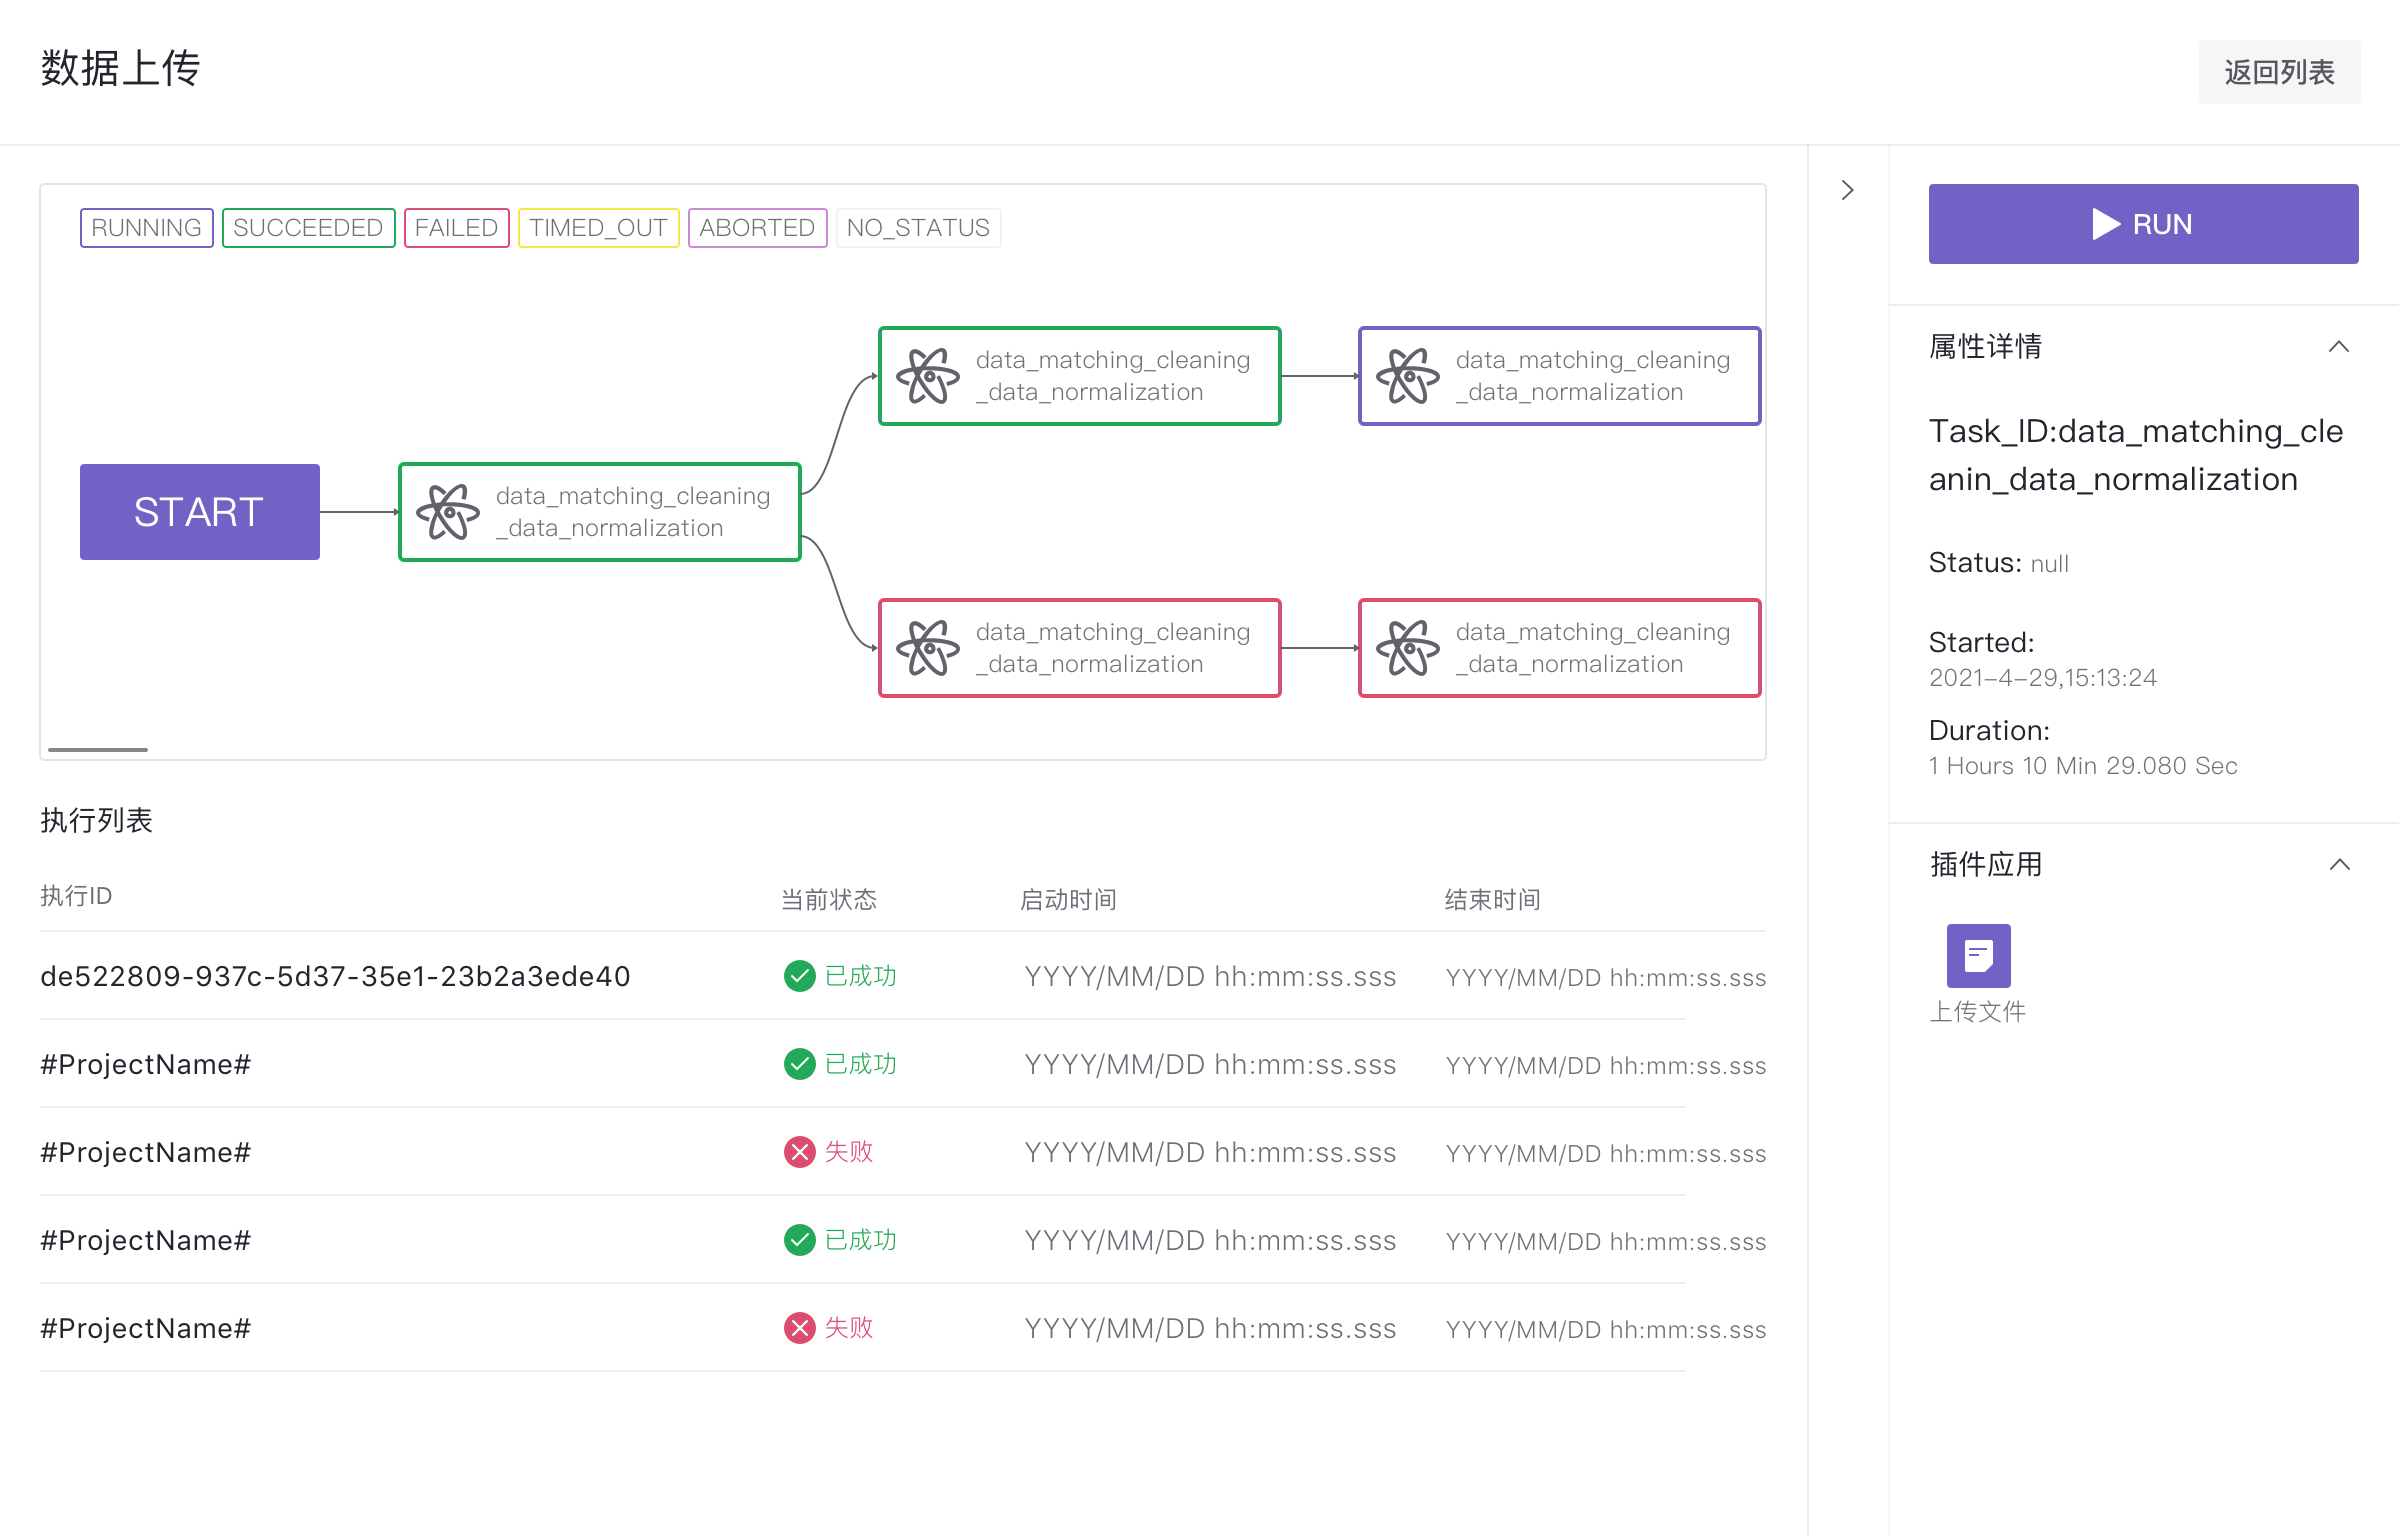 数据上传
返回列表
RUNNING SUCCEEDED FAILED TIMED_OUT ABORTED NO_STATUS
START
data_matching_cleaning
_data_normalization
data_matching_cleaning
_data_normalization
data_matching_cleaning
_data_normalization
data_matching_cleaning
_data_normalization
data_matching_cleaning
_data_normalization
执行列表
执行ID 当前状态 启动时间 结束时间
de522809-937c-5d37-35e1-23b2a3ede40 已成功 YYYY/MM/DD hh:mm:ss.sss YYYY/MM/DD hh:mm:ss.sss
#ProjectName# 已成功 YYYY/MM/DD hh:mm:ss.sss YYYY/MM/DD hh:mm:ss.sss
#ProjectName# 失败 YYYY/MM/DD hh:mm:ss.sss YYYY/MM/DD hh:mm:ss.sss
#ProjectName# 已成功 YYYY/MM/DD hh:mm:ss.sss YYYY/MM/DD hh:mm:ss.sss
#ProjectName# 失败 YYYY/MM/DD hh:mm:ss.sss YYYY/MM/DD hh:mm:ss.sss
RUN
属性详情
Task_ID:data_matching_cle
anin_data_normalization
Status: null
Started:
2021-4-29,15:13:24
Duration:
1 Hours 10 Min 29.080 Sec
插件应用
上传文件